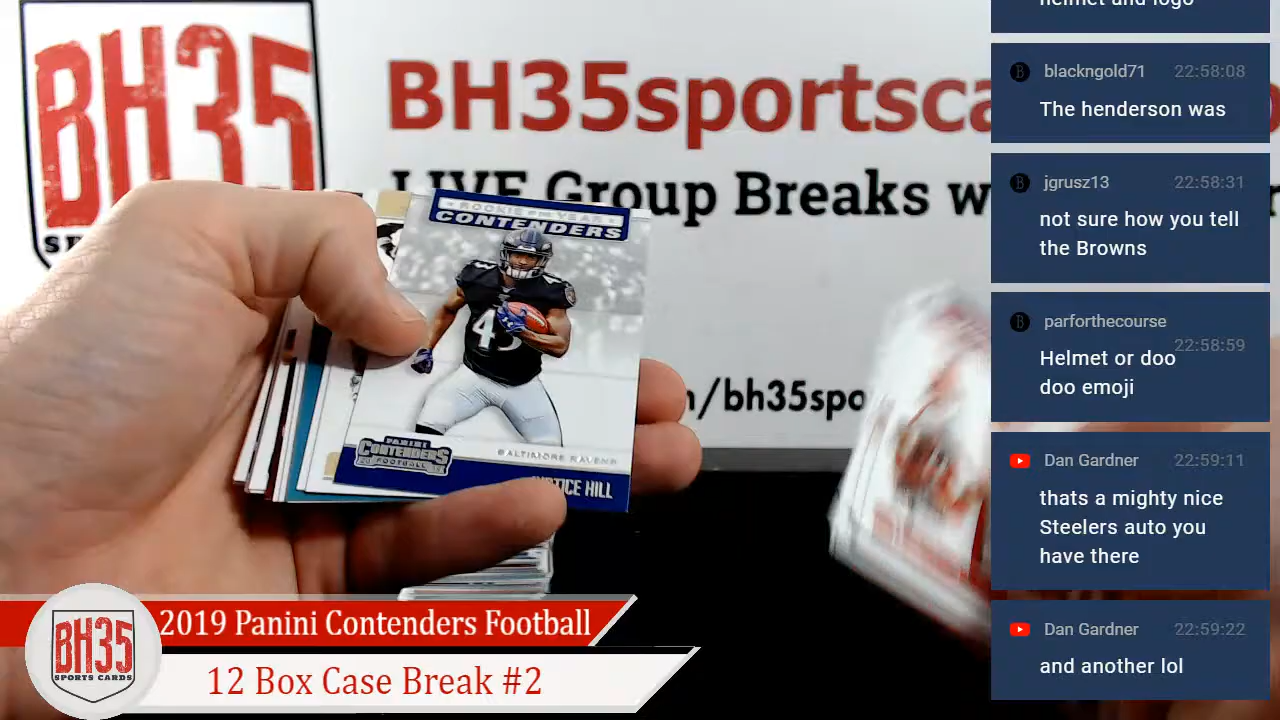 BH35
BH35sportsca
LIVE Group Breaks w
n/bh35spo
ROOKIE OF THE YEAR
CONTENDERS
43
PANINI
CONTENDERS
FOOTBALL
BALTIMORE RAVENS
TICE HILL
2019 Panini Contenders Football
12 Box Case Break #2
BH35
SPORTS CARDS
helmet and logo
blackngold71 22:58:08
The henderson was
jgrusz13 22:58:31
not sure how you tell
the Browns
parforthecourse
22:58:59
Helmet or doo
doo emoji
Dan Gardner 22:59:11
thats a mighty nice
Steelers auto you
have there
Dan Gardner 22:59:22
and another lol